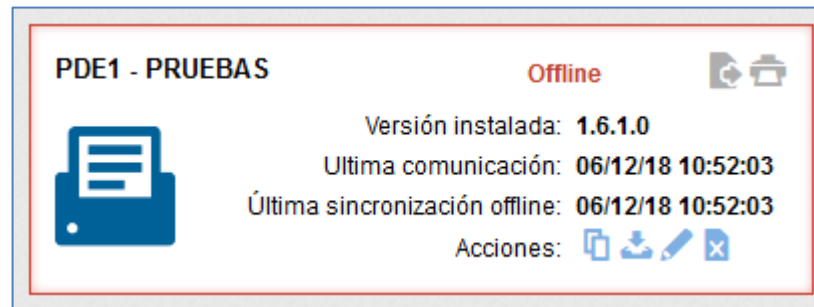 PDE1 - PRUEBAS
Offline
Versión instalada: 1.6.1.0
Ultima comunicación: 06/12/18 10:52:03
Última sincronización offline: 06/12/18 10:52:03
Acciones: